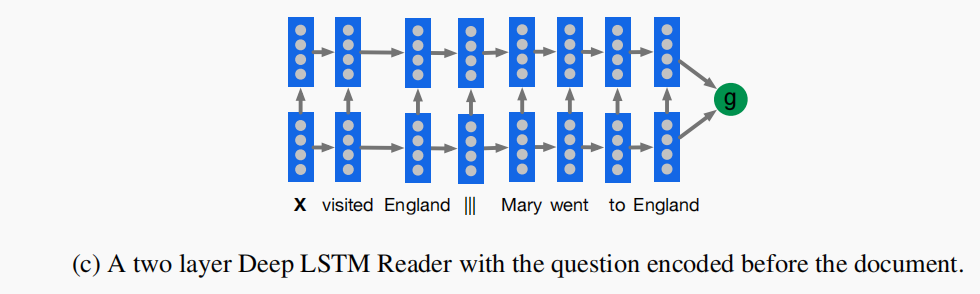 g
X visited England ||| Mary went to England
(c) A two layer Deep LSTM Reader with the question encoded before the document.